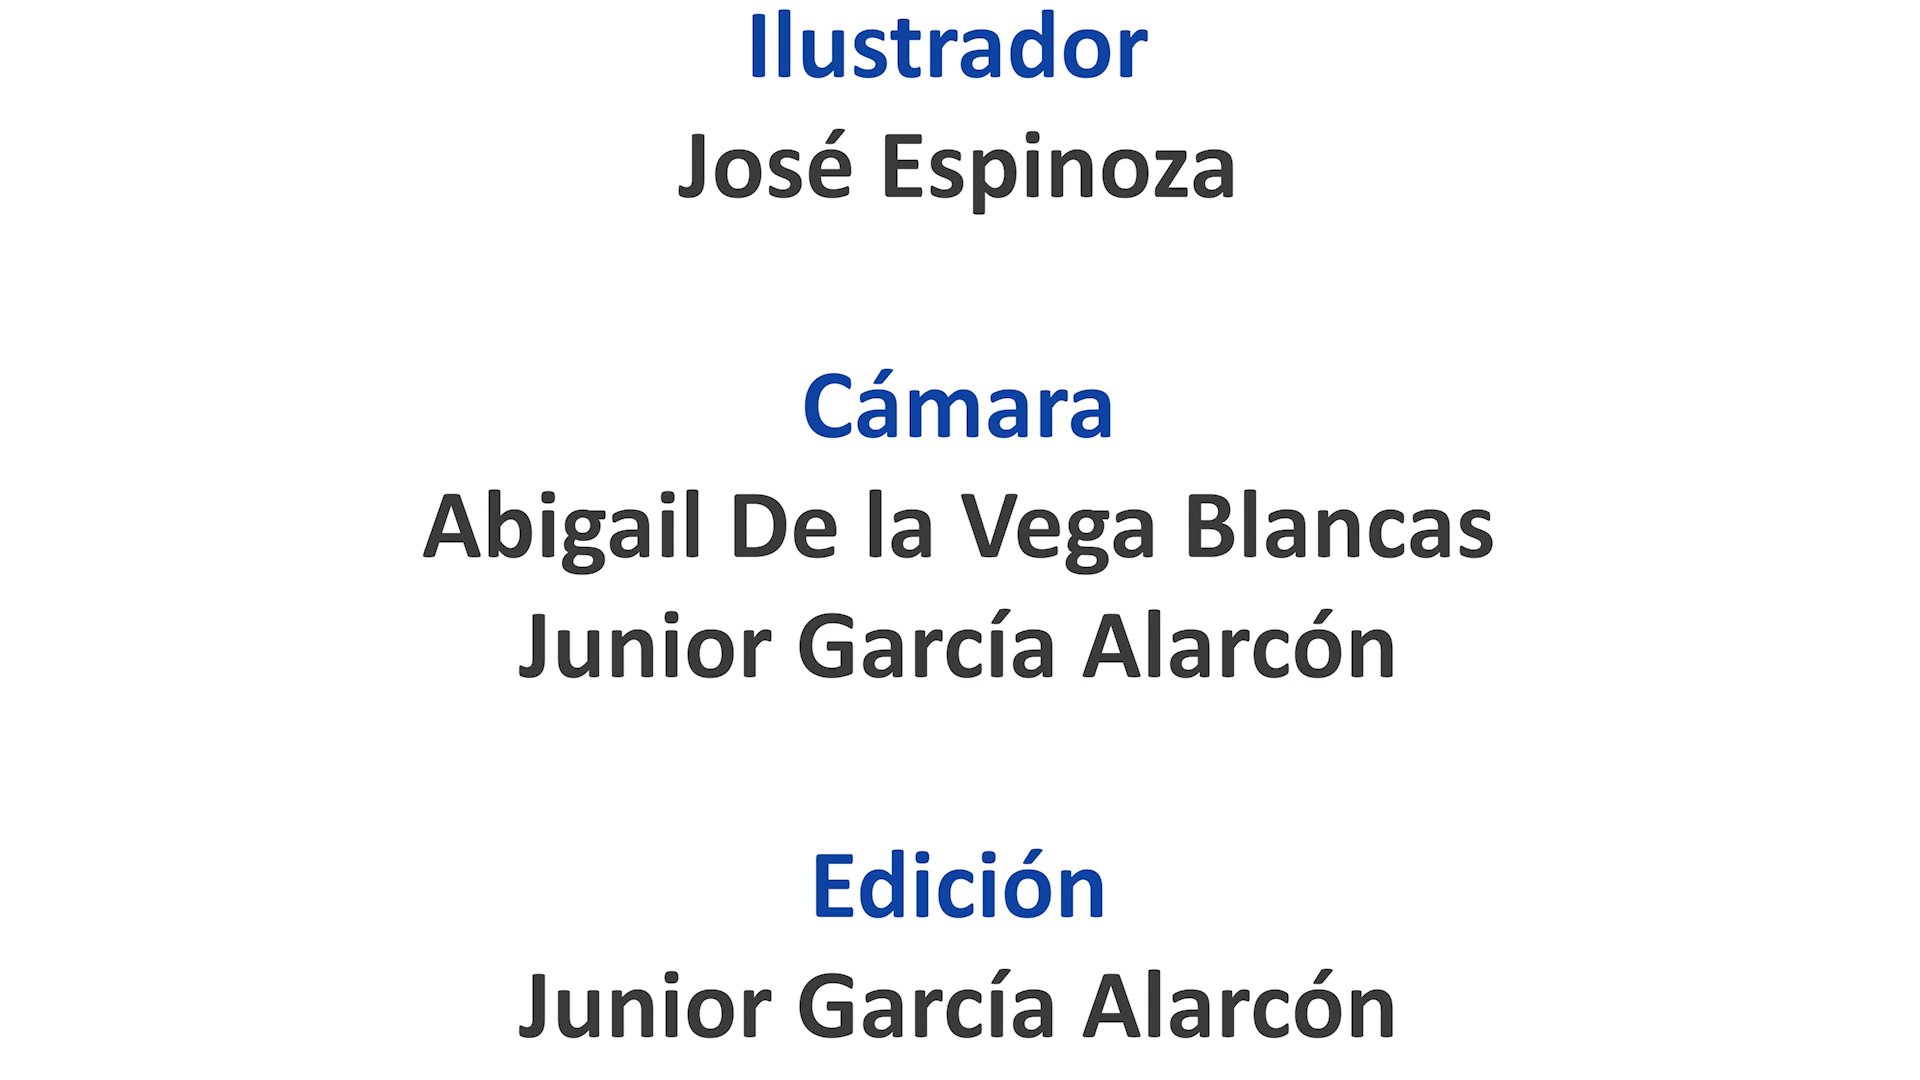 Ilustrador
José Espinoza
Cámara
Abigail De la Vega Blancas
Junior García Alarcón
Edición
Junior García Alarcón